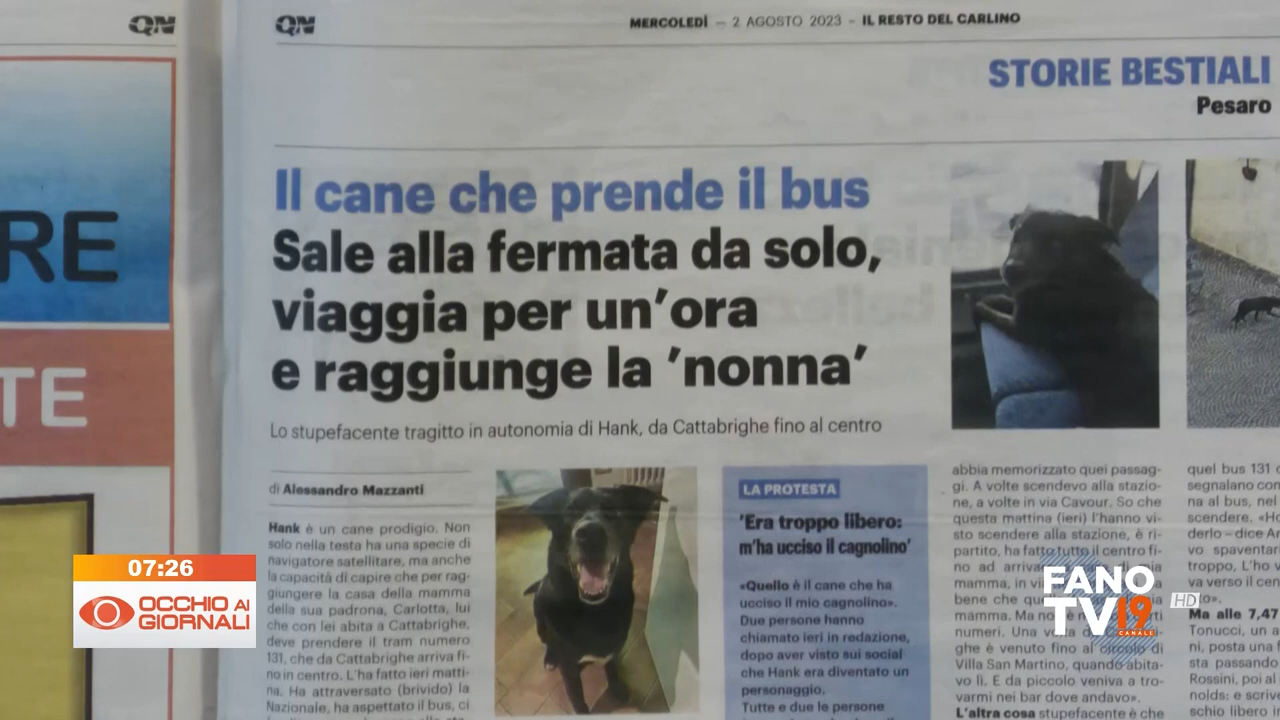 QN
QN
MERCOLEDÌ – 2 AGOSTO 2023 – IL RESTO DEL CARLINO
STORIE BESTIALI
Pesaro
RE
TE
Il cane che prende il bus
Sale alla fermata da solo,
viaggia per un'ora
e raggiunge la 'nonna'
Lo stupefacente tragitto in autonomia di Hank, da Cattabrighe fino al centro
di Alessandro Mazzanti
Hank è un cane prodigio. Non
solo nella testa ha una specie di
navigatore satellitare, ma anche
la capacità di capire che per rag-
giungere la casa della mamma
della sua padrona, Carlotta, lui
che con lei abita a Cattabrighe,
deve prendere il tram numero
131, che da Cattabrighe arriva fi-
no in centro. L'ha fatto ieri matti-
na. Ha attraversato (brivido) la
Nazionale, ha aspettato il bus, ci
LA PROTESTA
'Era troppo libero:
m'ha ucciso il cagnolino'
«Quello è il cane che ha
ucciso il mio cagnolino».
Due persone hanno
chiamato ieri in redazione,
dopo aver visto sui social
che Hank era diventato un
personaggio.
Tutte e due le persone
abbia memorizzato quei passag-
gi. A volte scendevo alla stazio-
ne, a volte in via Cavour. So che
questa mattina (ieri) l'hanno vi-
sto scendere alla stazione, è ri-
partito, ha fatto tutto il centro fi-
no ad arriva
mamma, in vi
bene che qu
mamma. Ma no
numeri. Una
ghe è venuto fino al circolo di
Villa San Martino, quando abita-
vo lì. E da piccolo veniva a tro-
varmi nei bar dove andavo».
L'altra cosa stupefacente è che
quel bus 131
segnalano com
na al bus, nel
scendere. «Ho
derlo – dice
vo spaventa
troppo, L'ho v
va verso il cen
Ma alle 7,47
Tonucci, un a
ni, posta una
sta passando
Rossini, poi al
nolds: e scrive
schio libero i
07:26
OCCHIO AI
GIORNALI
FANO
TV19
CANALE
HD